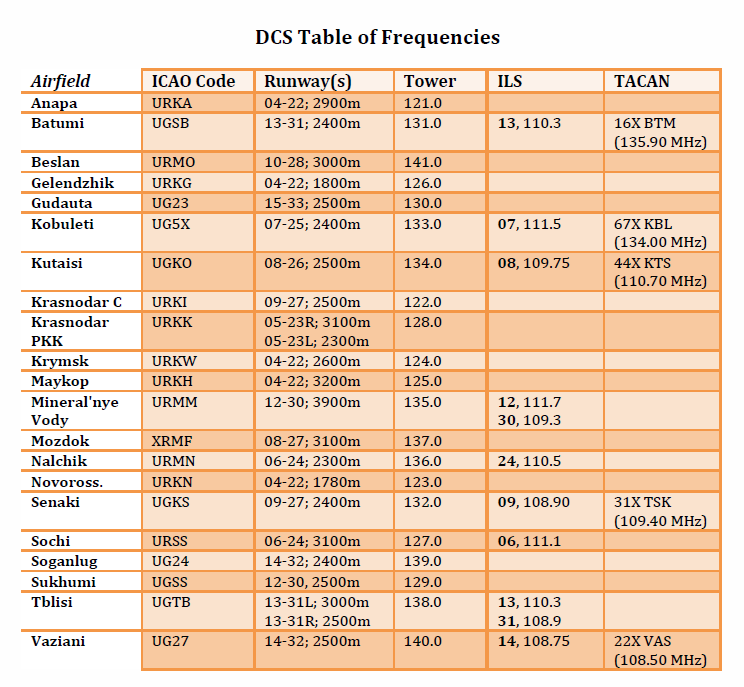 DCS Table of Frequencies
Airfield ICAO Code Runway(s) Tower ILS TACAN
Anapa URKA 04-22; 2900m 121.0
Batumi UGSB 13-31; 2400m 131.0 13, 110.3 16X BTM
(135.90 MHz)
Beslan URMO 10-28; 3000m 141.0
Gelendzhik URKG 04-22; 1800m 126.0
Gudauta UG23 15-33; 2500m 130.0
Kobuleti UG5X 07-25; 2400m 133.0 07, 111.5 67X KBL
(134.00 MHz)
Kutaisi UGKO 08-26; 2500m 134.0 08, 109.75 44X KTS
(110.70 MHz)
Krasnodar C URKI 09-27; 2500m 122.0
Krasnodar URKK 05-23R; 3100m 128.0
PKK 05-23L; 2300m
Krymsk URKW 04-22; 2600m 124.0
Maykop URKH 04-22; 3200m 125.0
Mineral'nye URMM 12-30; 3900m 135.0 12, 111.7
Vody 30, 109.3
Mozdok XRMF 08-27; 3100m 137.0
Nalchik URMN 06-24; 2300m 136.0 24, 110.5
Novoross. URKN 04-22; 1780m 123.0
Senaki UGKS 09-27; 2400m 132.0 09, 108.90 31X TSK
(109.40 MHz)
Sochi URSS 06-24; 3100m 127.0 06, 111.1
Soganlug UG24 14-32; 2400m 139.0
Sukhumi UGSS 12-30, 2500m 129.0
Tblisi UGTB 13-31L; 3000m 138.0 13, 110.3
13-31R; 2500m 31, 108.9
Vaziani UG27 14-32; 2500m 140.0 14, 108.75 22X VAS
(108.50 MHz)